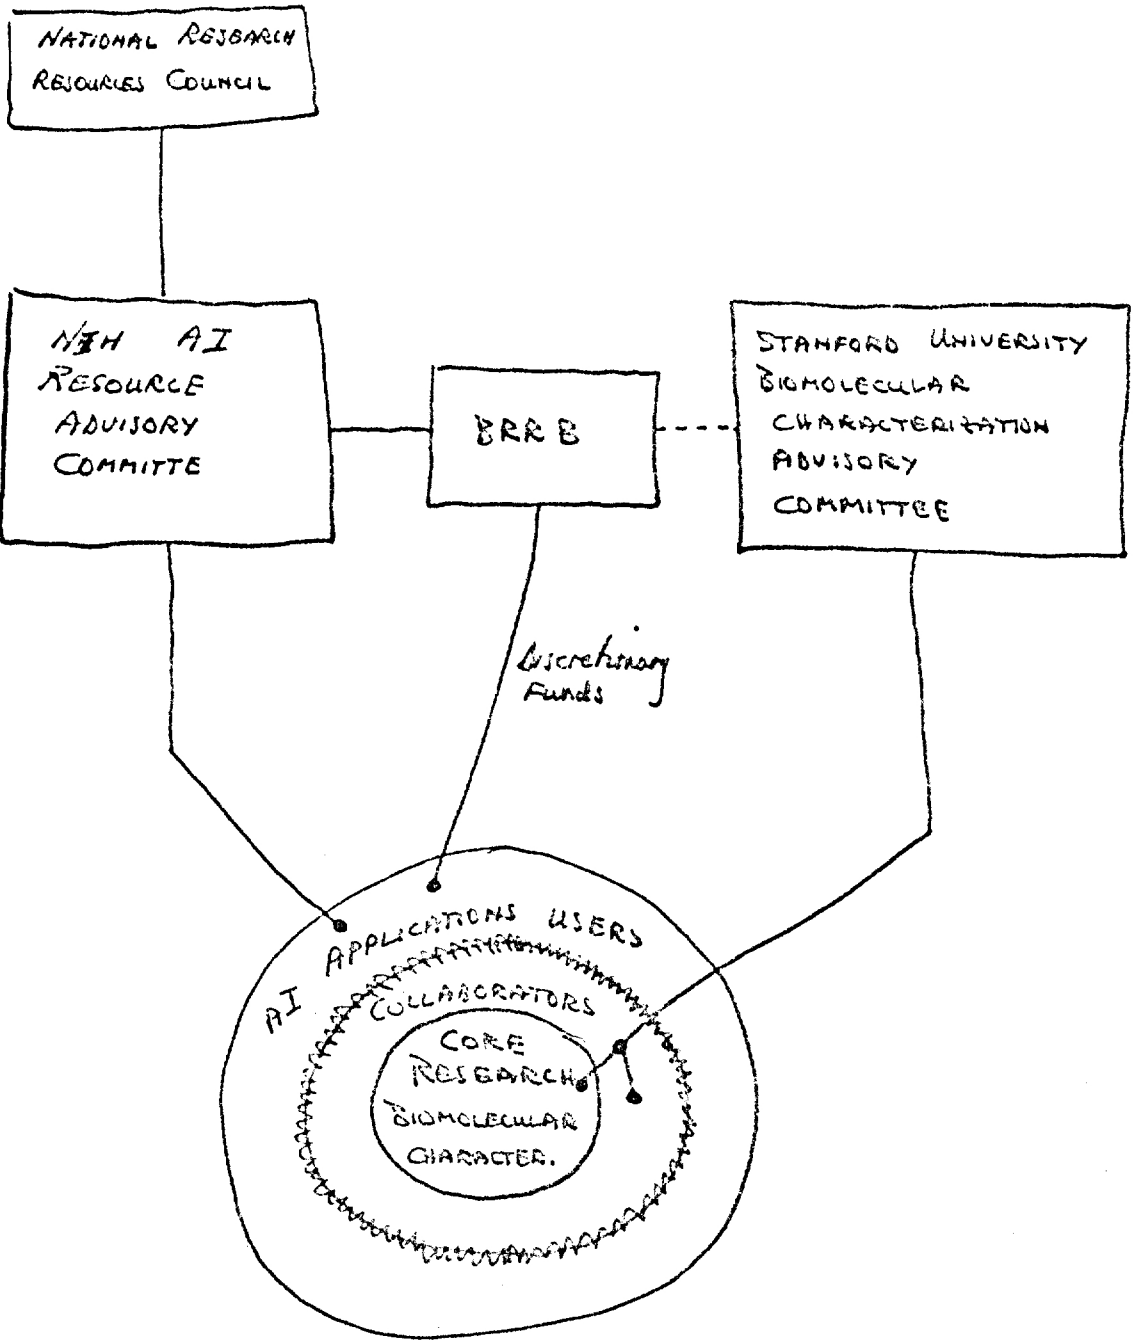 NATIONAL RESEARCH
RESOURCES COUNCIL
NIH AI
RESOURCE
ADVISORY
COMMITTE
BRRB
STANFORD UNIVERSITY
BIOMOLECULAR
CHARACTERIZATION
ADVISORY
COMMITTEE
Discretionary
Funds
AI APPLICATIONS USERS
COLLABORATORS
CORE
RESEARCH
BIOMOLECULAR
CHARACTER.